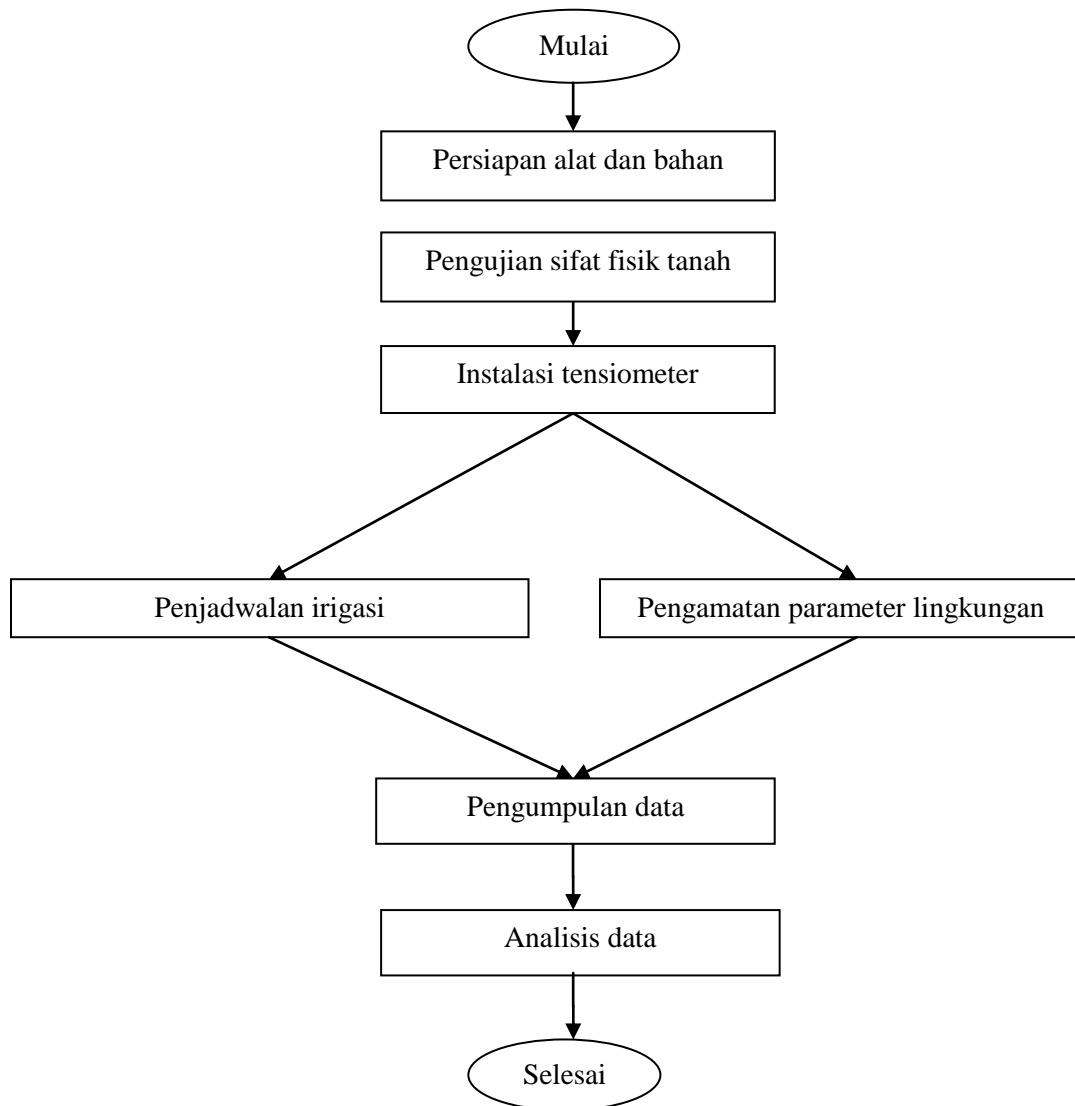 Mulai
Persiapan alat dan bahan
Pengujian sifat fisik tanah
Instalasi tensiometer
Penjadwalan irigasi
Pengamatan parameter lingkungan
Pengumpulan data
Analisis data
Selesai